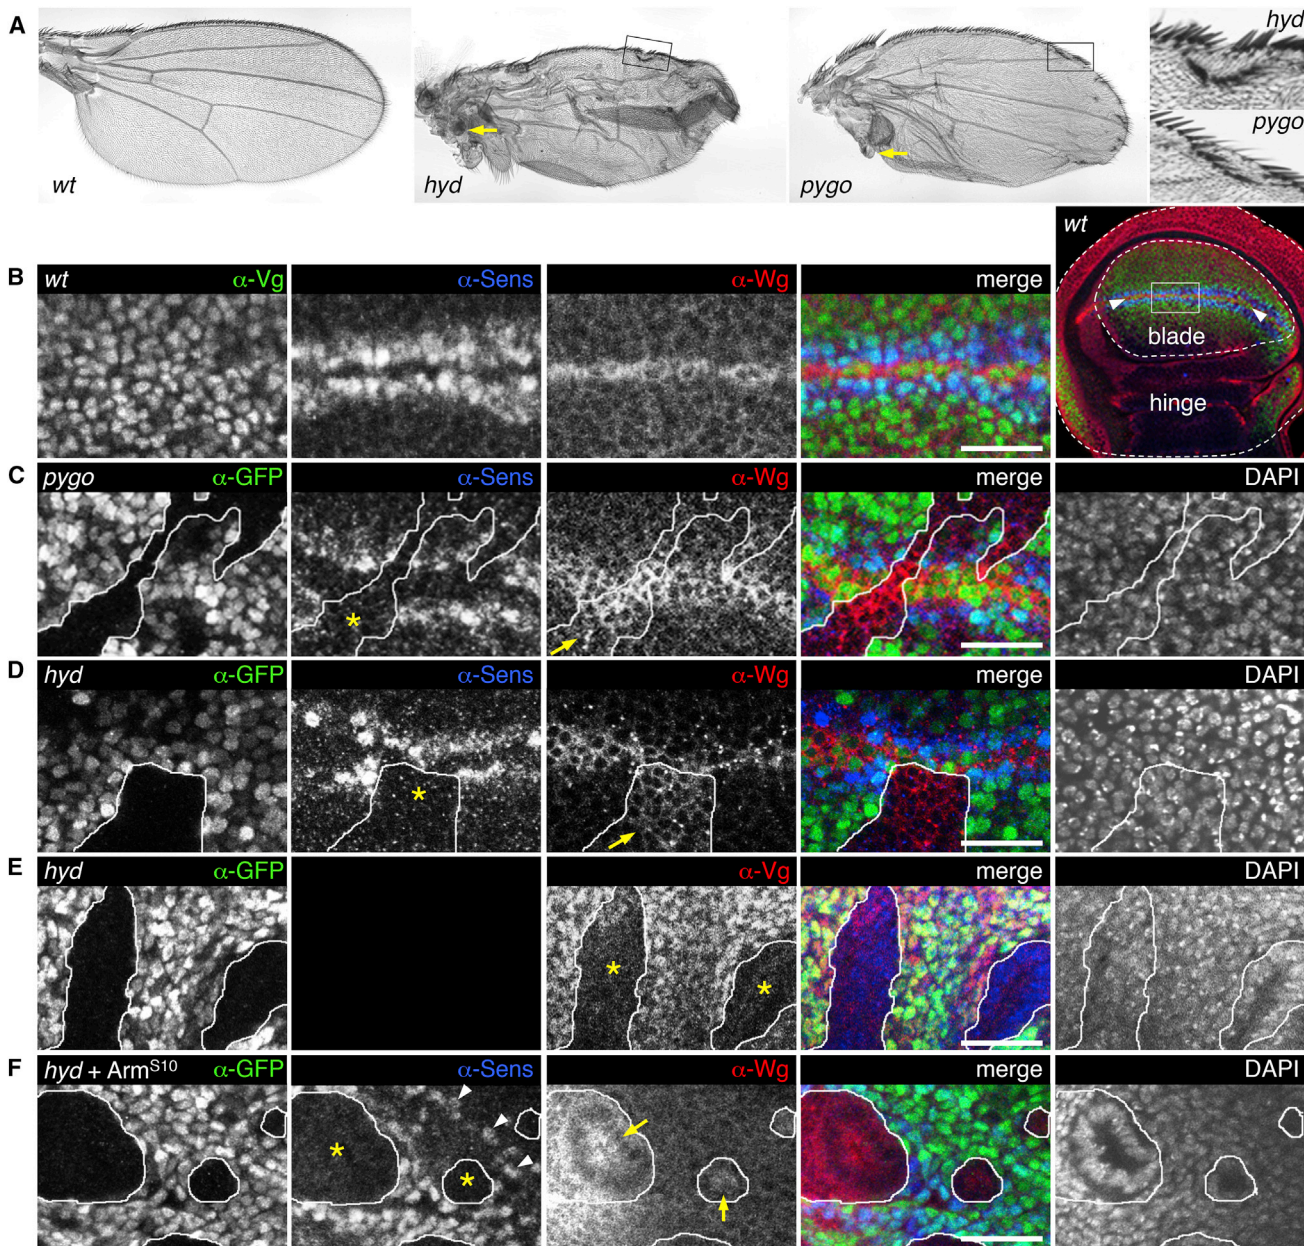 A
wt
hyd
pygo
hyd
pygo
wt
blade
hinge
B wt α-Vg α-Sens α-Wg merge
C pygo α-GFP α-Sens α-Wg merge DAPI
*
D hyd α-GFP α-Sens α-Wg merge DAPI
*
E hyd α-GFP α-Vg merge DAPI
* *
F hyd + Arm^S10 α-GFP α-Sens α-Wg merge DAPI
* *